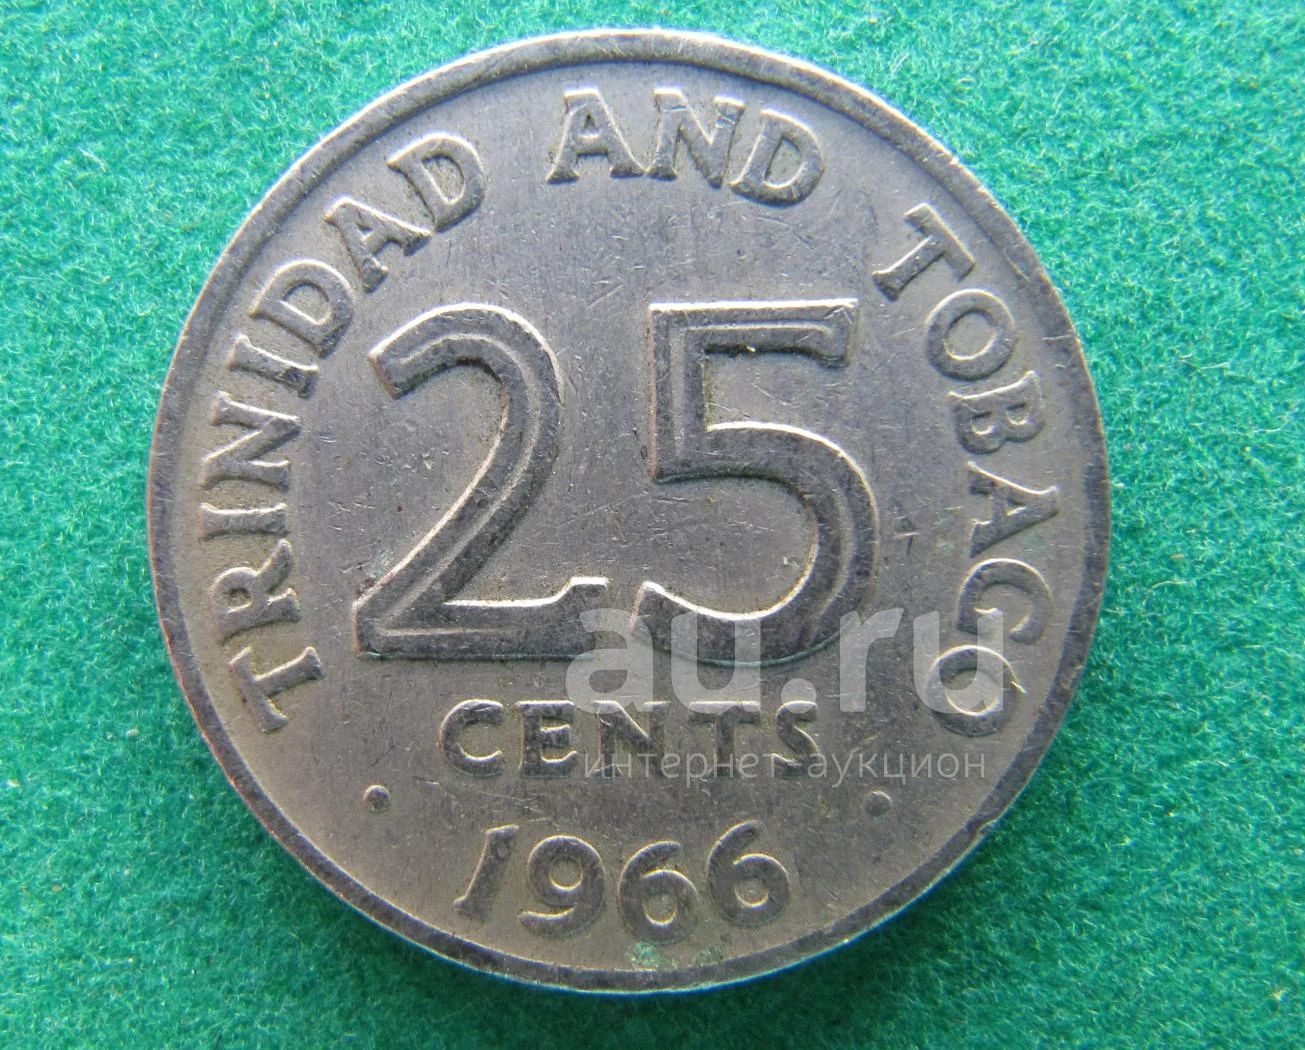 TRINIDAD AND TOBAGO
25
CENTS
· 1966 ·
au.ru
интернет аукцион